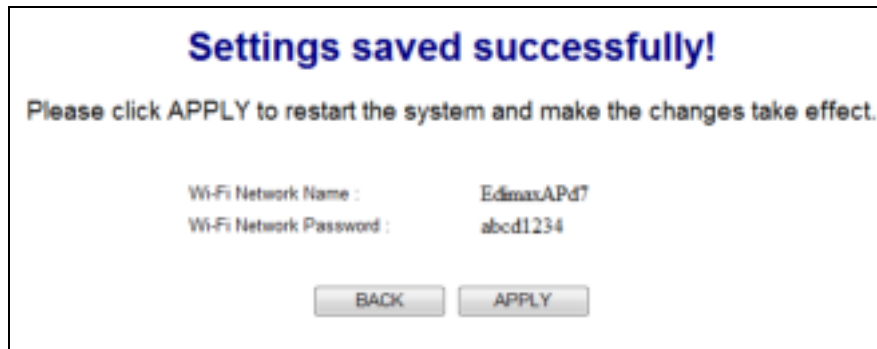 Settings saved successfully!
Please click APPLY to restart the system and make the changes take effect.
Wi-Fi Network Name : EdimaxAPd7
Wi-Fi Network Password : abcd1234
BACK APPLY